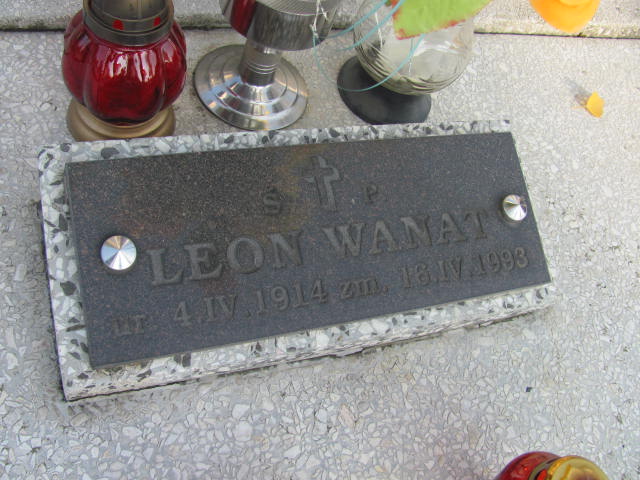 Ś P
LEON WANAT
ur. 4.IV.1914 zm. 16.IV.1993